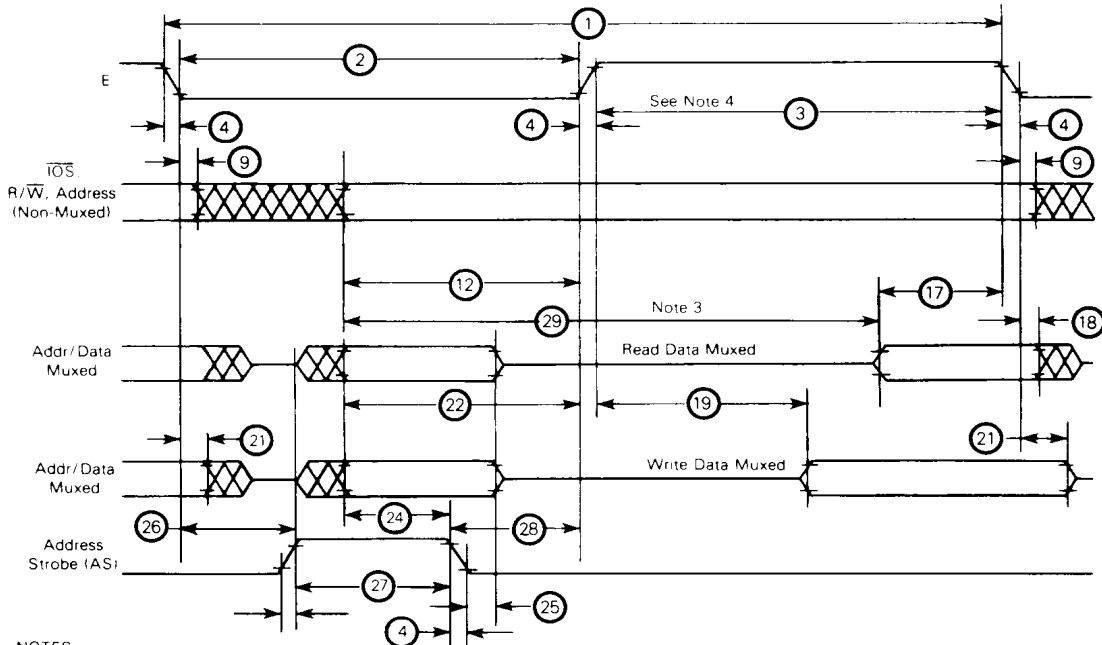 1
2
E
See Note 4
3
4
4
4
9
9
IOS.
R/W, Address
(Non-Muxed)
12
17
Note 3
29
18
Addr/Data
Muxed
Read Data Muxed
22
19
21
21
Addr/Data
Muxed
Write Data Muxed
26
24
28
Address
Strobe (AS)
27
25
4
NOTES